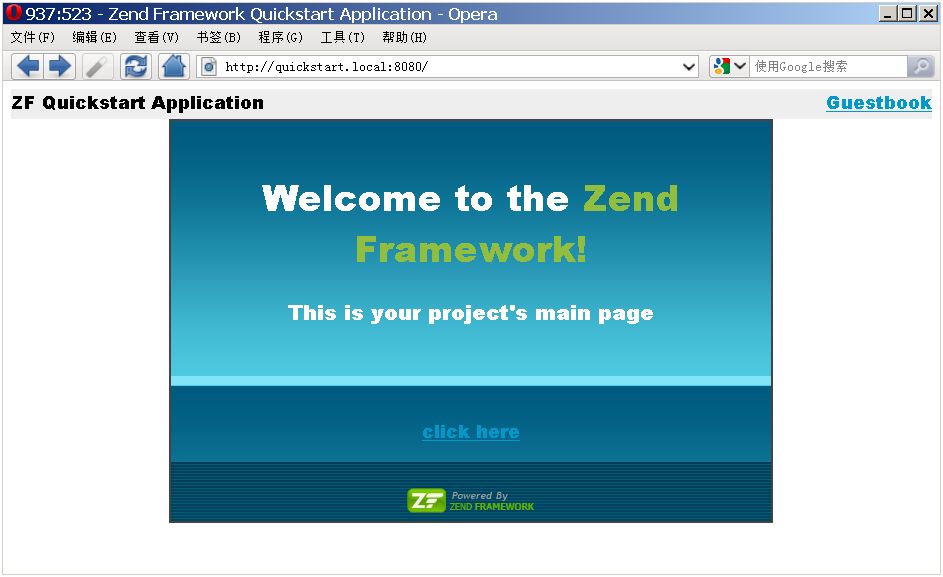 937:523 - Zend Framework Quickstart Application - Opera
文件(F) 编辑(E) 查看(V) 书签(B) 程序(G) 工具(T) 帮助(H)
http://quickstart.local:8080/ 使用Google搜索
ZF Quickstart Application Guestbook
Welcome to the Zend
Framework!
This is your project's main page
click here
ZF Powered By
ZEND FRAMEWORK